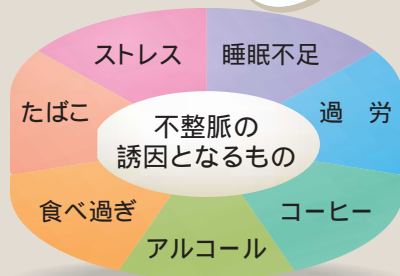 不整脈の
誘因となるもの
ストレス
睡眠不足
過 労
コーヒー
アルコール
食べ過ぎ
たばこ